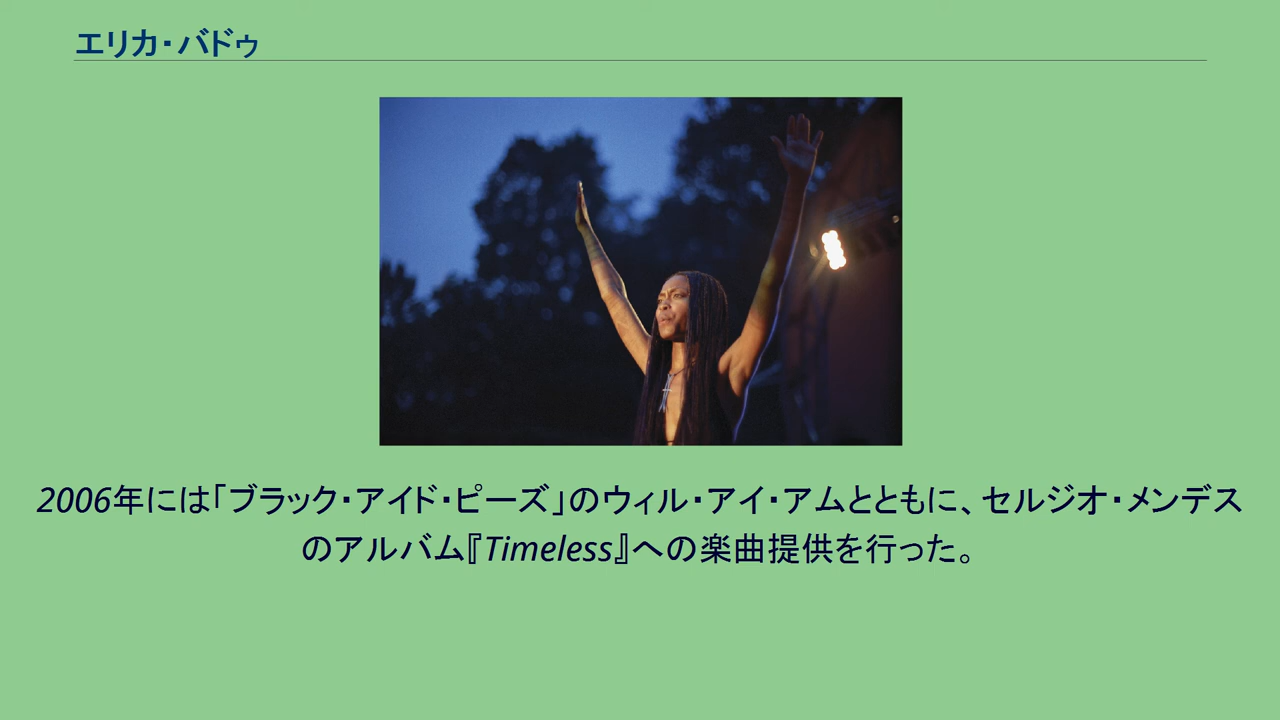 エリカ・バドゥ
2006年には「ブラック・アイド・ピーズ」のウィル・アイ・アムとともに、セルジオ・メンデス
のアルバム『Timeless』への楽曲提供を行った。